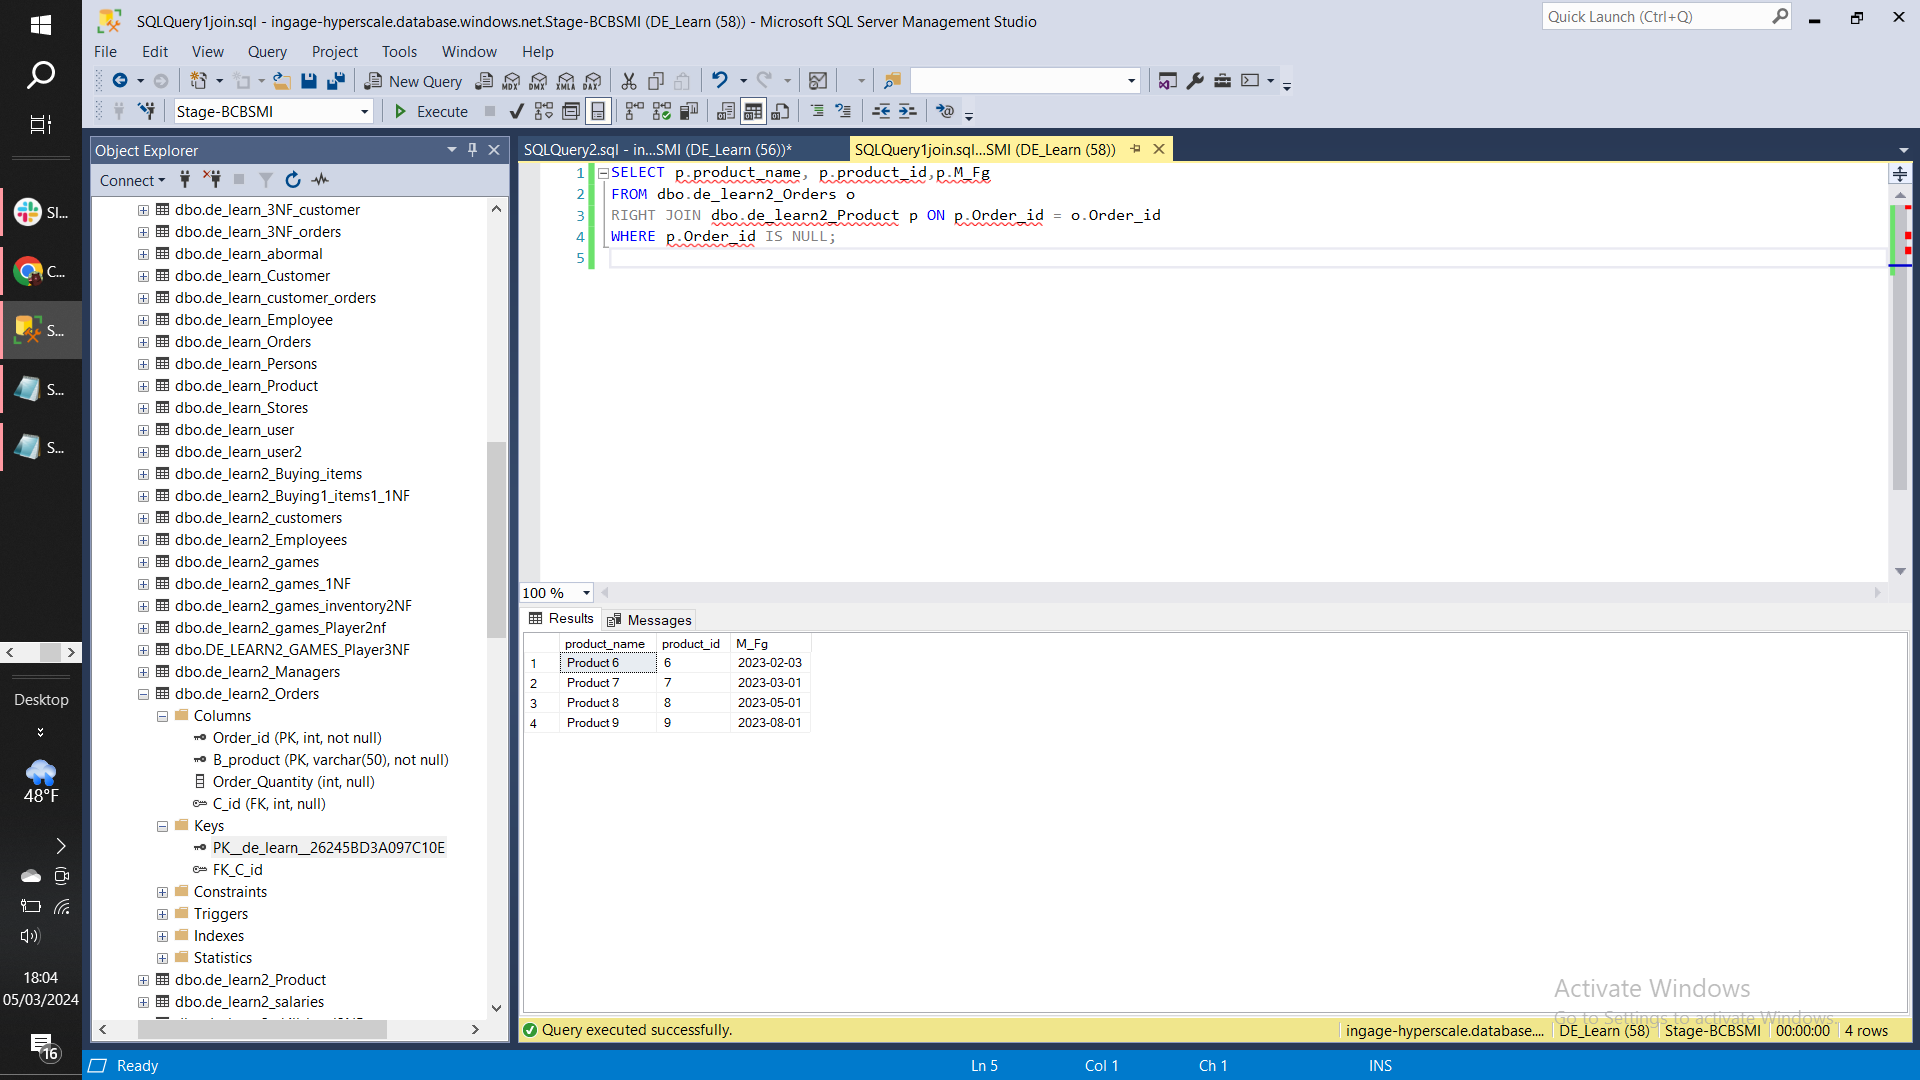 SQLQuery1join.sql - ingage-hyperscale.database.windows.net.Stage-BCBSMI (DE_Learn (58)) - Microsoft SQL Server Management Studio
Quick Launch (Ctrl+Q)
File Edit View Query Project Tools Window Help
New Query
MDX DMX XMLA DAX
Stage-BCBSMI
Execute
Object Explorer
SQLQuery2.sql - in...SMI (DE_Learn (56))*
SQLQuery1join.sql...SMI (DE_Learn (58))
Connect
dbo.de_learn_3NF_customer
dbo.de_learn_3NF_orders
dbo.de_learn_abormal
dbo.de_learn_Customer
dbo.de_learn_customer_orders
dbo.de_learn_Employee
dbo.de_learn_Orders
dbo.de_learn_Persons
dbo.de_learn_Product
dbo.de_learn_Stores
dbo.de_learn_user
dbo.de_learn_user2
dbo.de_learn2_Buying_items
dbo.de_learn2_Buying1_items1_1NF
dbo.de_learn2_customers
dbo.de_learn2_Employees
dbo.de_learn2_games
dbo.de_learn2_games_1NF
dbo.de_learn2_games_inventory2NF
dbo.de_learn2_games_Player2nf
dbo.DE_LEARN2_GAMES_Player3NF
dbo.de_learn2_Managers
dbo.de_learn2_Orders
Columns
Order_id (PK, int, not null)
B_product (PK, varchar(50), not null)
Order_Quantity (int, null)
C_id (FK, int, null)
Keys
PK__de_learn__26245BD3A097C10E
FK_C_id
Constraints
Triggers
Indexes
Statistics
dbo.de_learn2_Product
dbo.de_learn2_salaries
1 SELECT p.product_name, p.product_id,p.M_Fg
2 FROM dbo.de_learn2_Orders o
3 RIGHT JOIN dbo.de_learn2_Product p ON p.Order_id = o.Order_id
4 WHERE p.Order_id IS NULL;
5
100 %
Results Messages
product_name product_id M_Fg
1 Product 6 6 2023-02-03
2 Product 7 7 2023-03-01
3 Product 8 8 2023-05-01
4 Product 9 9 2023-08-01
Activate Windows
Go to Settings to activate Windows.
Query executed successfully.
ingage-hyperscale.database.... DE_Learn (58) Stage-BCBSMI 00:00:00 4 rows
Ready
Ln 5
Col 1
Ch 1
INS
Sl...
C...
S...
S...
S...
Desktop
48°F
18:04
05/03/2024
16